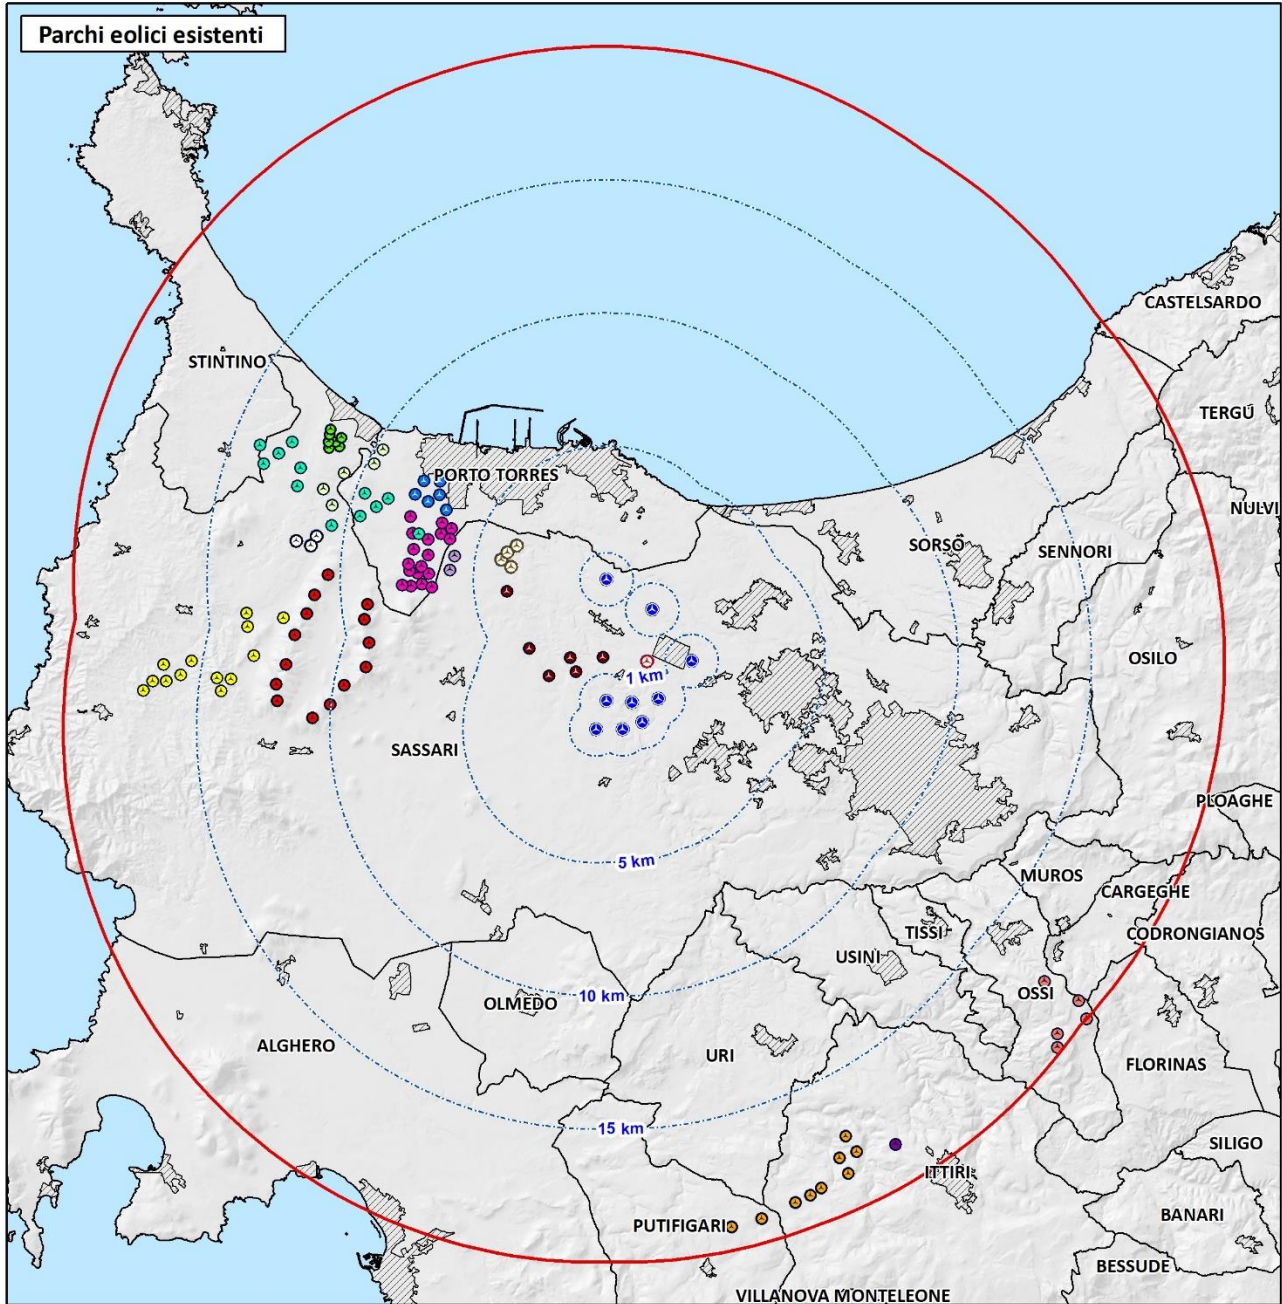 Parchi eolici esistenti
CASTELSARDO
STINTINO
TERGU
PORTO TORRES
NULVI
SORSO
SENNORI
OSILO
1 km
SASSARI
PLOAGHE
5 km
MUROS
CARGEGHE
TISSI
CODRONGIANOS
USINI
OSSI
10 km
OLMEDO
ALGHERO
URI
FLORINAS
15 km
SILIGO
ITTIRI
BANARI
PUTIFIGARI
BESSUDE
VILLANOVA MONTELEONE